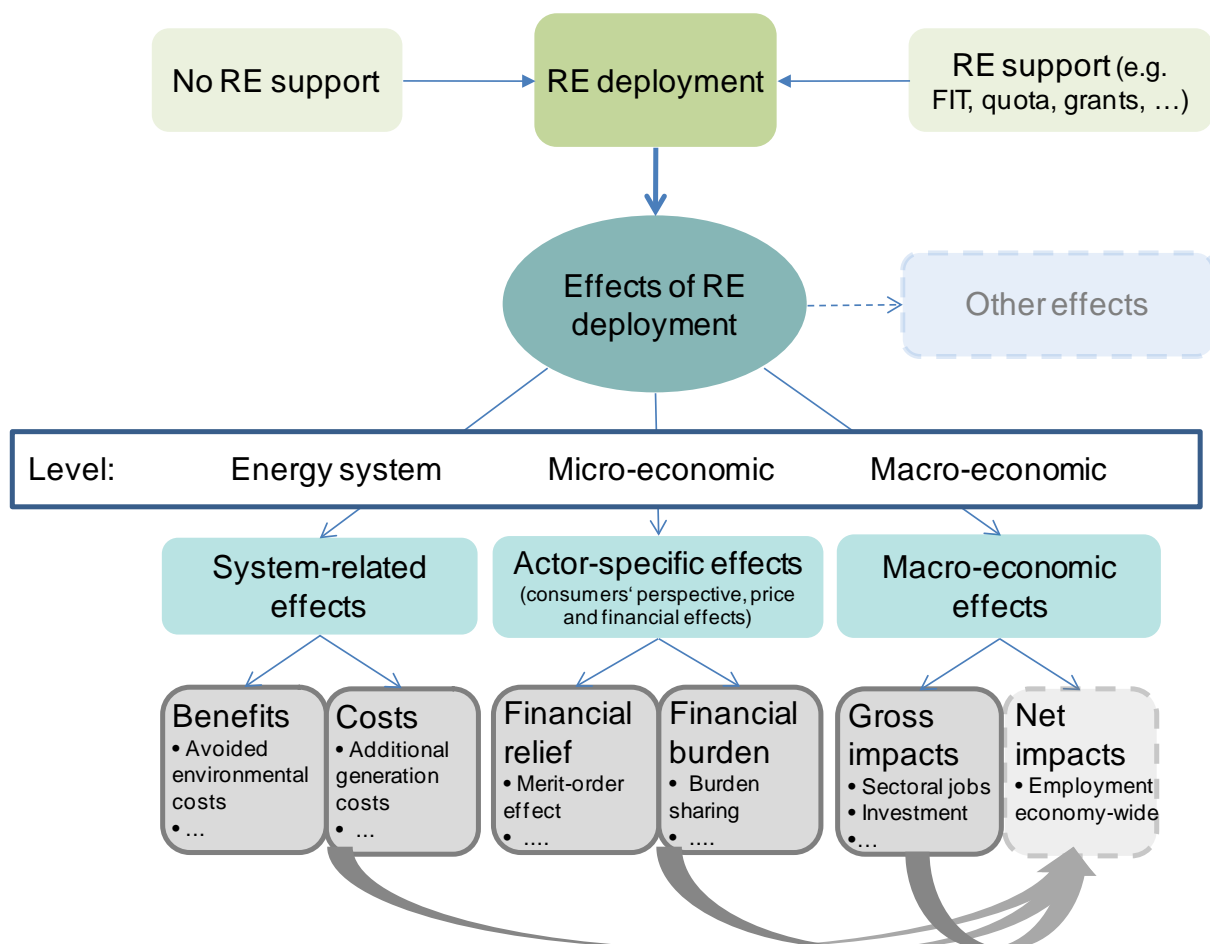 No RE support
RE deployment
RE support (e.g.
FIT, quota, grants, …)
Effects of RE
deployment
Other effects
Level:
Energy system
Micro-economic
Macro-economic
System-related
effects
Actor-specific effects
(consumers‘ perspective, price
and financial effects)
Macro-economic
effects
Benefits
• Avoided
environmental
costs
• ...
Costs
• Additional
generation
costs
• ...
Financial
relief
• Merit-order
effect
• ....
Financial
burden
• Burden
sharing
• ....
Gross
impacts
• Sectoral jobs
• Investment
•…
Net
impacts
• Employment
economy-wide